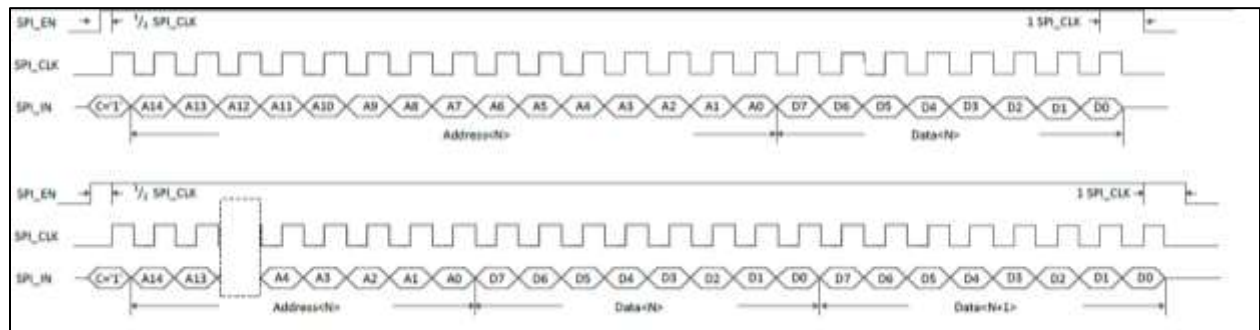 SPI_EN 1/2 SPI_CLK 1 SPI_CLK
SPI_CLK
SPI_IN C='1' A14 A13 A12 A11 A10 A9 A8 A7 A6 A5 A4 A3 A2 A1 A0 D7 D6 D5 D4 D3 D2 D1 D0
Address<N> Data<N>
SPI_EN 1/2 SPI_CLK 1 SPI_CLK
SPI_CLK
SPI_IN C='1' A14 A13 A4 A3 A2 A1 A0 D7 D6 D5 D4 D3 D2 D1 D0 D7 D6 D5 D4 D3 D2 D1 D0
Address<N> Data<N> Data<N+1>